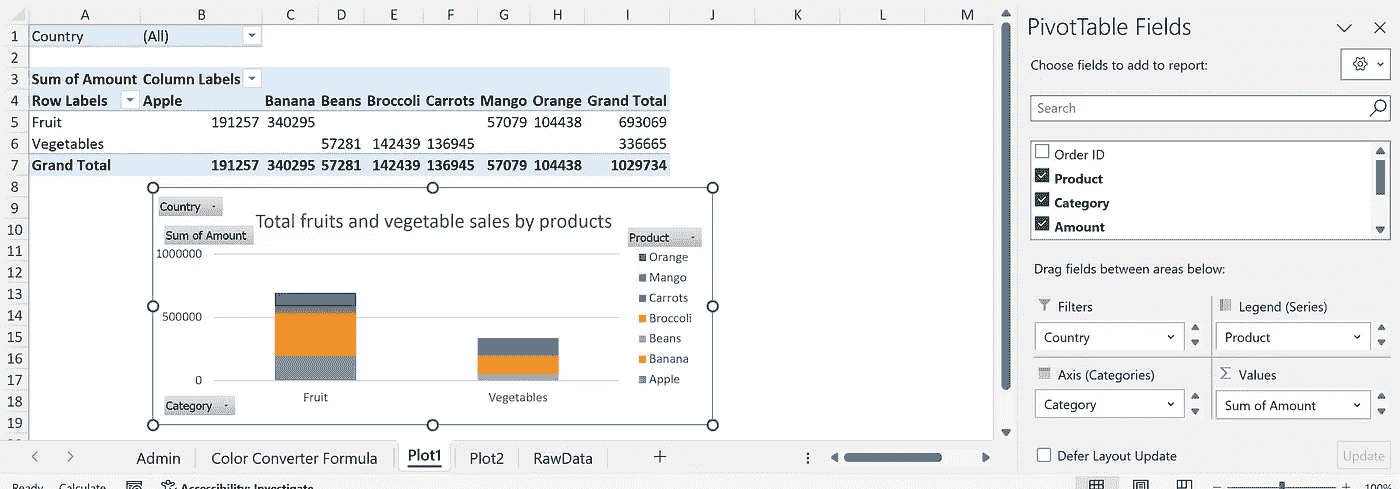 A B C D E F G H I J K L M
1 Country (All)
2
3 Sum of Amount Column Labels
4 Row Labels Apple Banana Beans Broccoli Carrots Mango Orange Grand Total
5 Fruit 191257 340295 57079 104438 693069
6 Vegetables 57281 142439 136945 336665
7 Grand Total 191257 340295 57281 142439 136945 57079 104438 1029734
8
9
10
11
12
13
14
15
16
17
18
19
Country
Total fruits and vegetable sales by products
Sum of Amount
Product
1000000
500000
0
Orange
Mango
Carrots
Broccoli
Beans
Banana
Apple
Fruit Vegetables
Category
Admin Color Converter Formula Plot1 Plot2 RawData
Ready Calculate Accessibility: Investigate 100%
PivotTable Fields
Choose fields to add to report:
Search
Order ID
Product
Category
Amount
Drag fields between areas below:
Filters Legend (Series)
Country Product
Axis (Categories) Σ Values
Category Sum of Amount
Defer Layout Update Update